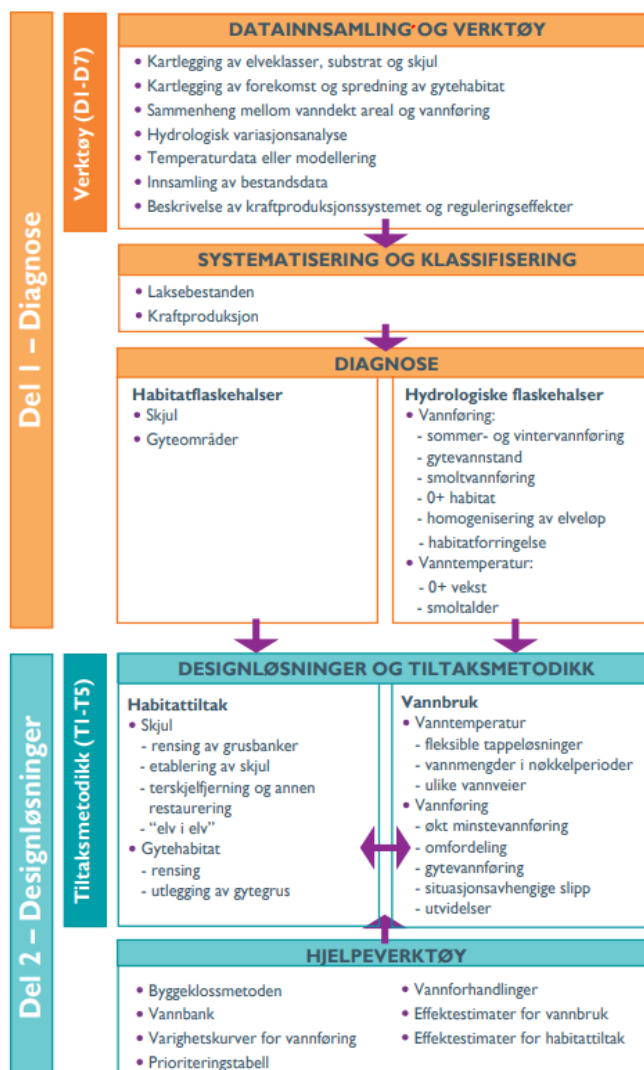 Del 1 – Diagnose
Verktøy (D1-D7)
DATAINNSAMLING OG VERKTØY
• Kartlegging av elveklasser, substrat og skjul
• Kartlegging av forekomst og spredning av gytehabitat
• Sammenheng mellom vanndekt areal og vannføring
• Hydrologisk variasjonsanalyse
• Temperaturdata eller modellering
• Innsamling av bestandsdata
• Beskrivelse av kraftproduksjonssystemet og reguleringseffekter
SYSTEMATISERING OG KLASSIFISERING
• Laksebestanden
• Kraftproduksjon
DIAGNOSE
Habitatflaskehalser
• Skjul
• Gyteområder
Hydrologiske flaskehalser
• Vannføring:
- sommer- og vintervannføring
- gytevannstand
- smoltvannføring
- 0+ habitat
- homogenisering av elveløp
- habitatforringelse
• Vanntemperatur:
- 0+ vekst
- smoltalder
Del 2 – Designløsninger
Tiltaksmetodikk (T1-T5)
DESIGNLØSNINGER OG TILTAKSMETODIKK
Habitattiltak
• Skjul
- rensing av grusbanker
- etablering av skjul
- terskjelfjerning og annen
restaurering
- “elv i elv”
• Gytehabitat
- rensing
- utlegging av gytegrus
Vannbruk
• Vanntemperatur
- fleksible tappeløsninger
- vannmengder i nøkkelperioder
- ulike vannveier
• Vannføring
- økt minstevannføring
- omfordeling
- gytevannføring
- situasjonsavhengige slipp
- utvidelser
HJELPEVERKTØY
• Byggeklossmetoden
• Vannbank
• Varighetskurver for vannføring
• Prioriteringstabell
• Vannforhandlinger
• Effektestimater for vannbruk
• Effektestimater for habitattiltak